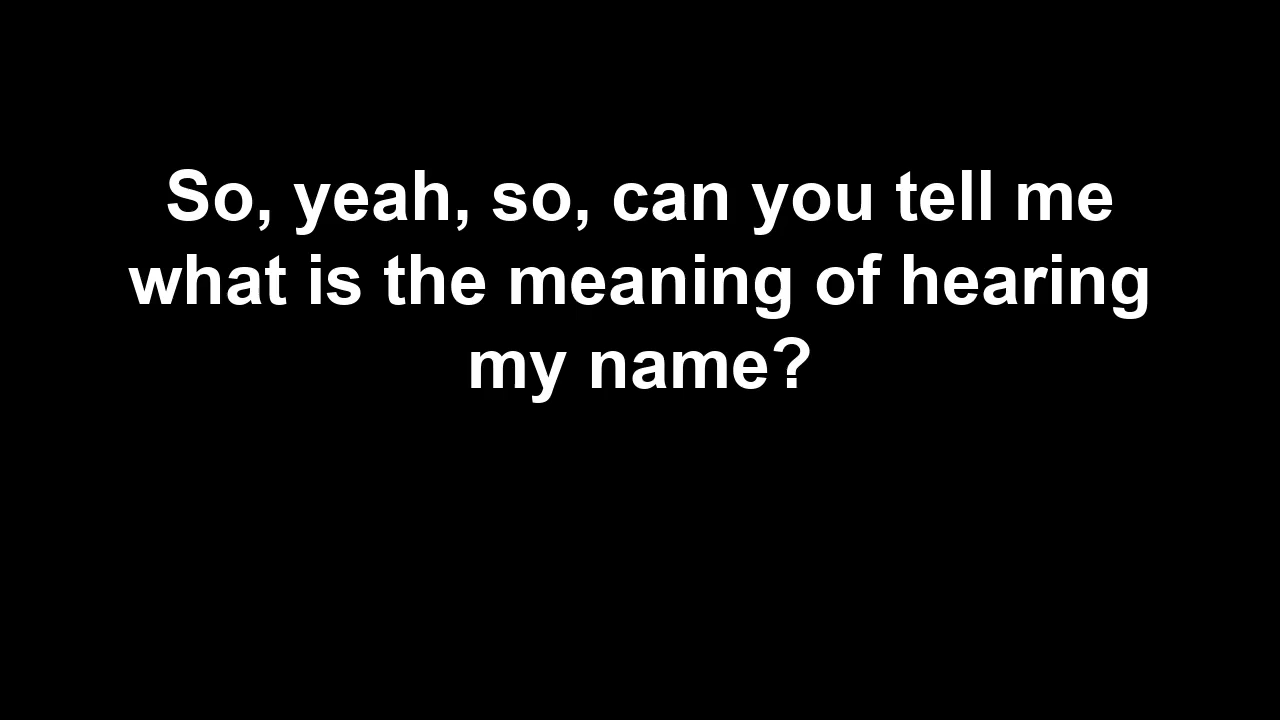 So, yeah, so, can you tell me
what is the meaning of hearing
my name?